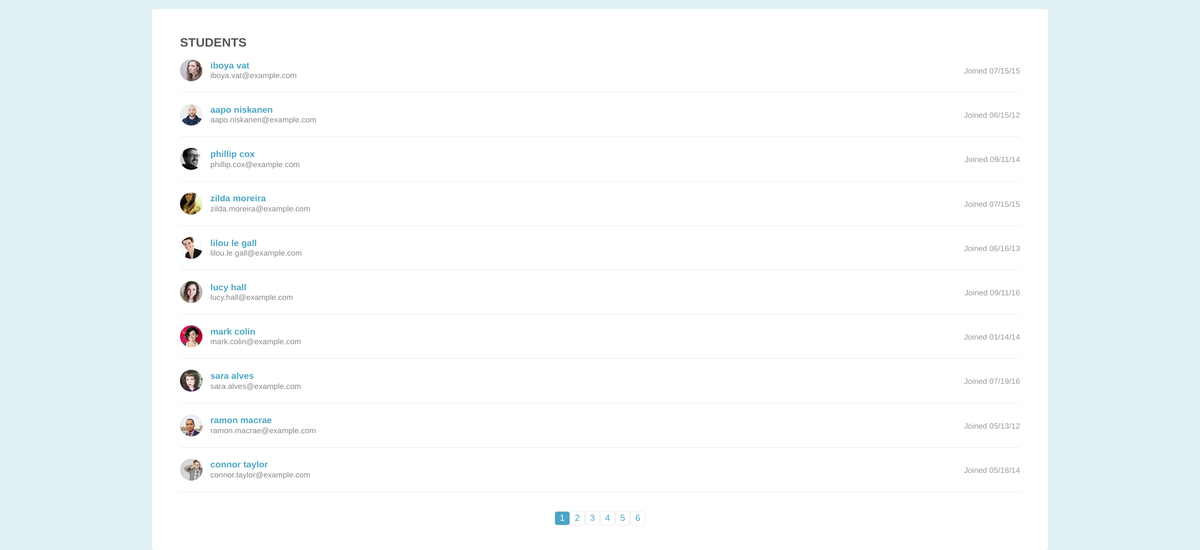 STUDENTS
iboya vat
iboya.vat@example.com
Joined 07/15/15
aapo niskanen
aapo.niskanen@example.com
Joined 06/15/12
phillip cox
phillip.cox@example.com
Joined 09/11/14
zilda moreira
zilda.moreira@example.com
Joined 07/15/15
lilou le gall
lilou.le gall@example.com
Joined 06/16/13
lucy hall
lucy.hall@example.com
Joined 09/11/16
mark colin
mark.colin@example.com
Joined 01/14/14
sara alves
sara.alves@example.com
Joined 07/19/16
ramon macrae
ramon.macrae@example.com
Joined 05/13/12
connor taylor
connor.taylor@example.com
Joined 05/18/14
1 2 3 4 5 6